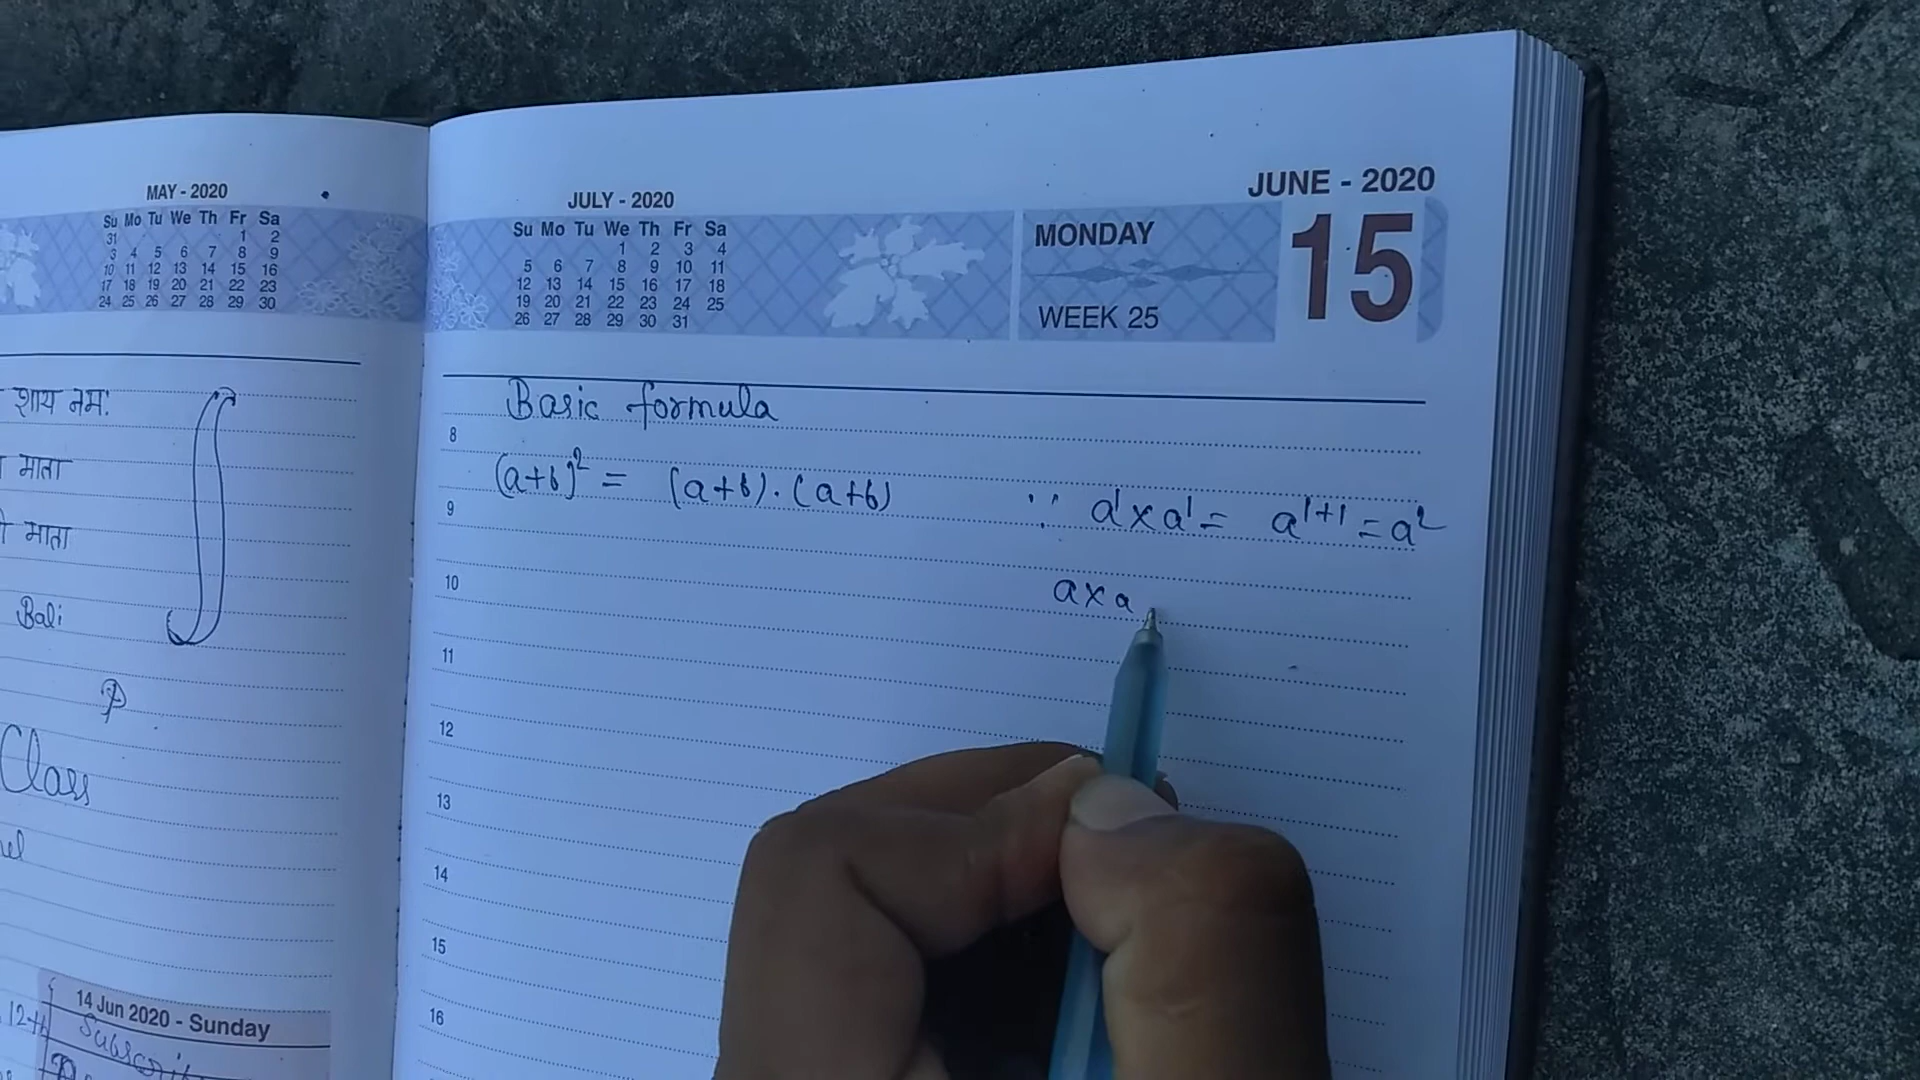 MAY - 2020
Su Mo Tu We Th Fr Sa
31 1 2
3 4 5 6 7 8 9
10 11 12 13 14 15 16
17 18 19 20 21 22 23
24 25 26 27 28 29 30
शाय नमः
माता
माता
Bali
Class
12th
14 Jun 2020 - Sunday
JULY - 2020
Su Mo Tu We Th Fr Sa
1 2 3 4
5 6 7 8 9 10 11
12 13 14 15 16 17 18
19 20 21 22 23 24 25
26 27 28 29 30 31
MONDAY
WEEK 25
JUNE - 2020
15
Basic formula
8
(a+b)² = (a+b).(a+b) ∵ a¹×a¹ = a¹⁺¹ = a²
9
a×a
10
11
12
13
14
15
16